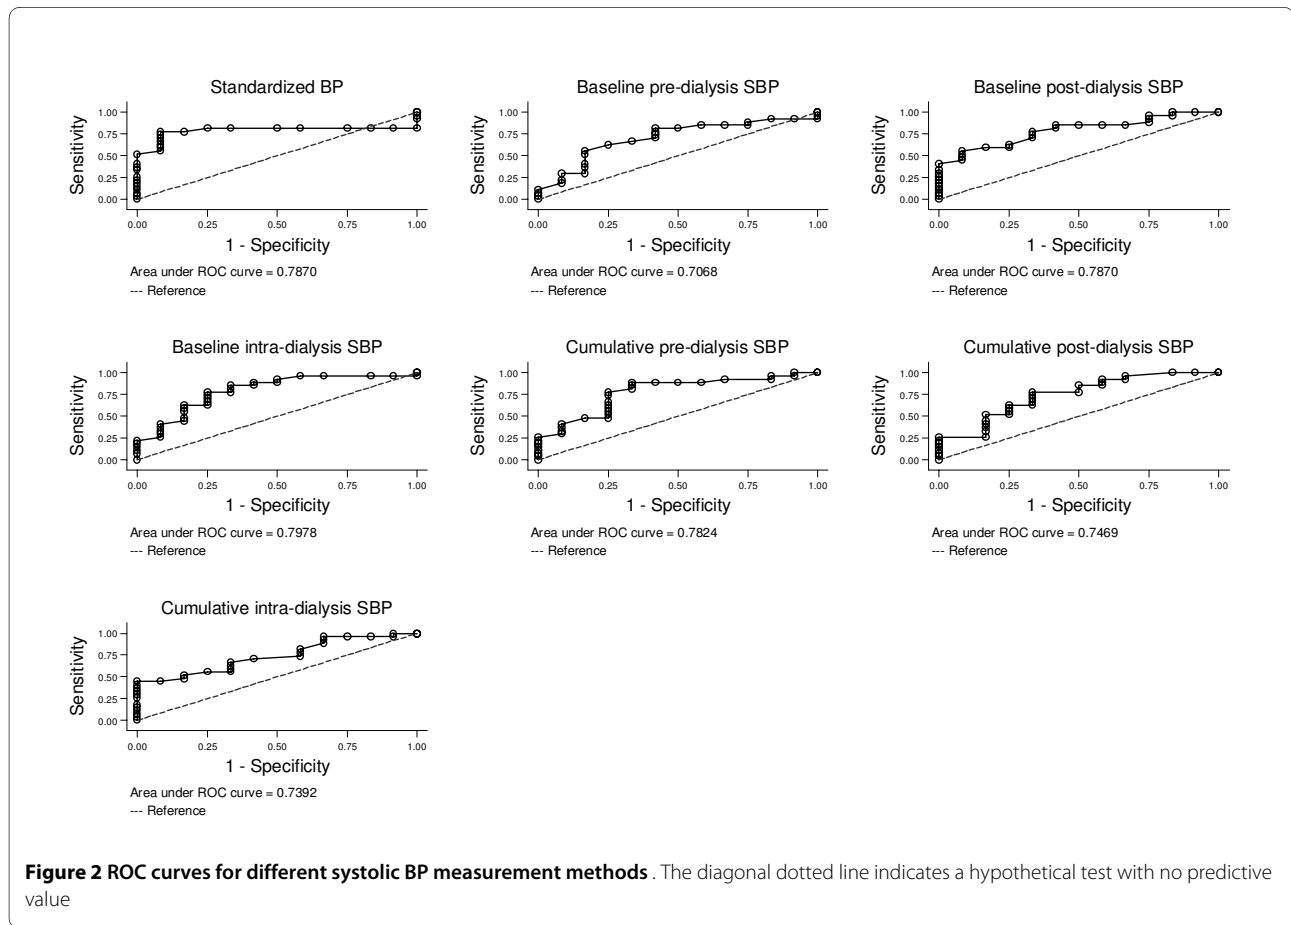 Standardized BP
Sensitivity
1.00
0.75
0.50
0.25
0.00
0.00 0.25 0.50 0.75 1.00
1 - Specificity
Area under ROC curve = 0.7870
--- Reference
Baseline pre-dialysis SBP
Sensitivity
1.00
0.75
0.50
0.25
0.00
0.00 0.25 0.50 0.75 1.00
1 - Specificity
Area under ROC curve = 0.7068
--- Reference
Baseline post-dialysis SBP
Sensitivity
1.00
0.75
0.50
0.25
0.00
0.00 0.25 0.50 0.75 1.00
1 - Specificity
Area under ROC curve = 0.7870
--- Reference
Baseline intra-dialysis SBP
Sensitivity
1.00
0.75
0.50
0.25
0.00
0.00 0.25 0.50 0.75 1.00
1 - Specificity
Area under ROC curve = 0.7978
--- Reference
Cumulative pre-dialysis SBP
Sensitivity
1.00
0.75
0.50
0.25
0.00
0.00 0.25 0.50 0.75 1.00
1 - Specificity
Area under ROC curve = 0.7824
--- Reference
Cumulative post-dialysis SBP
Sensitivity
1.00
0.75
0.50
0.25
0.00
0.00 0.25 0.50 0.75 1.00
1 - Specificity
Area under ROC curve = 0.7469
--- Reference
Cumulative intra-dialysis SBP
Sensitivity
1.00
0.75
0.50
0.25
0.00
0.00 0.25 0.50 0.75 1.00
1 - Specificity
Area under ROC curve = 0.7392
--- Reference
Figure 2 ROC curves for different systolic BP measurement methods . The diagonal dotted line indicates a hypothetical test with no predictive
value